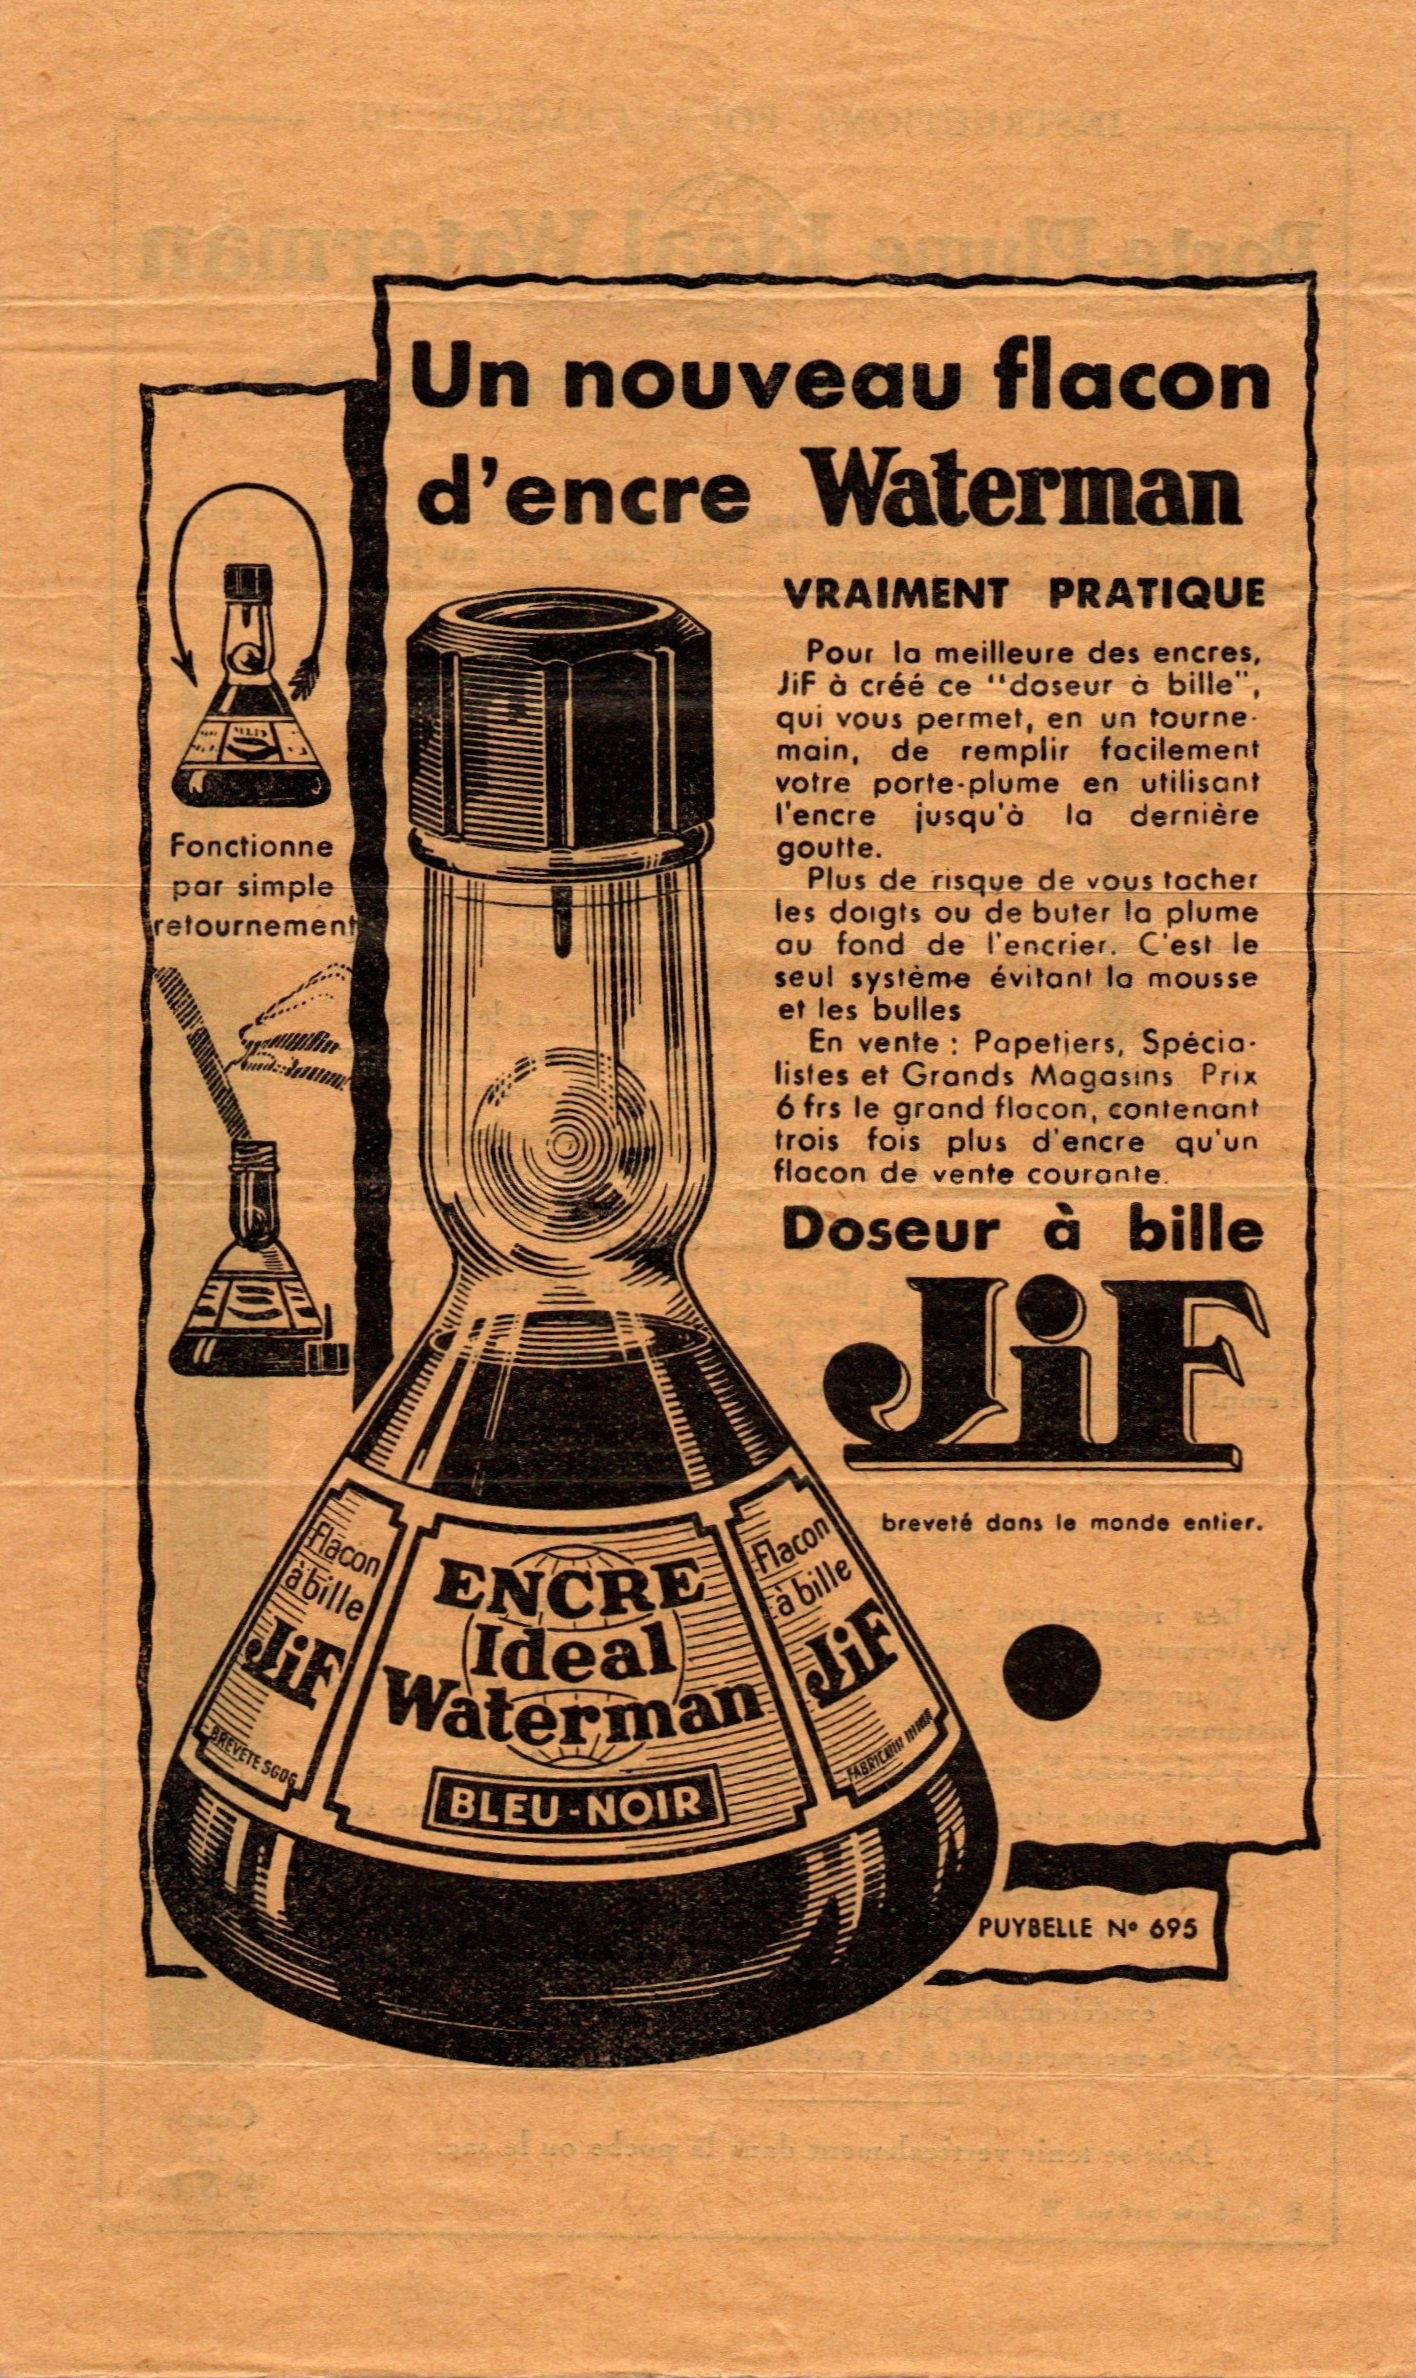 Un nouveau flacon
d'encre Waterman
VRAIMENT PRATIQUE
Pour la meilleure des encres,
JiF à créé ce "doseur à bille",
qui vous permet, en un tourne-
main, de remplir facilement
votre porte-plume en utilisant
l'encre jusqu'à la dernière
goutte.
Plus de risque de vous tacher
les doigts ou de buter la plume
au fond de l'encrier. C'est le
seul système évitant la mousse
et les bulles
En vente : Papetiers, Spécia-
listes et Grands Magasins Prix
6 frs le grand flacon, contenant
trois fois plus d'encre qu'un
flacon de vente courante.
Doseur à bille
JiF
breveté dans le monde entier.
Fonctionne
par simple
retournement
Flacon
à bille
JiF
BREVETE SGDG
ENCRE
Ideal
Waterman
BLEU-NOIR
Flacon
à bille
JiF
PUYBELLE Nº 695